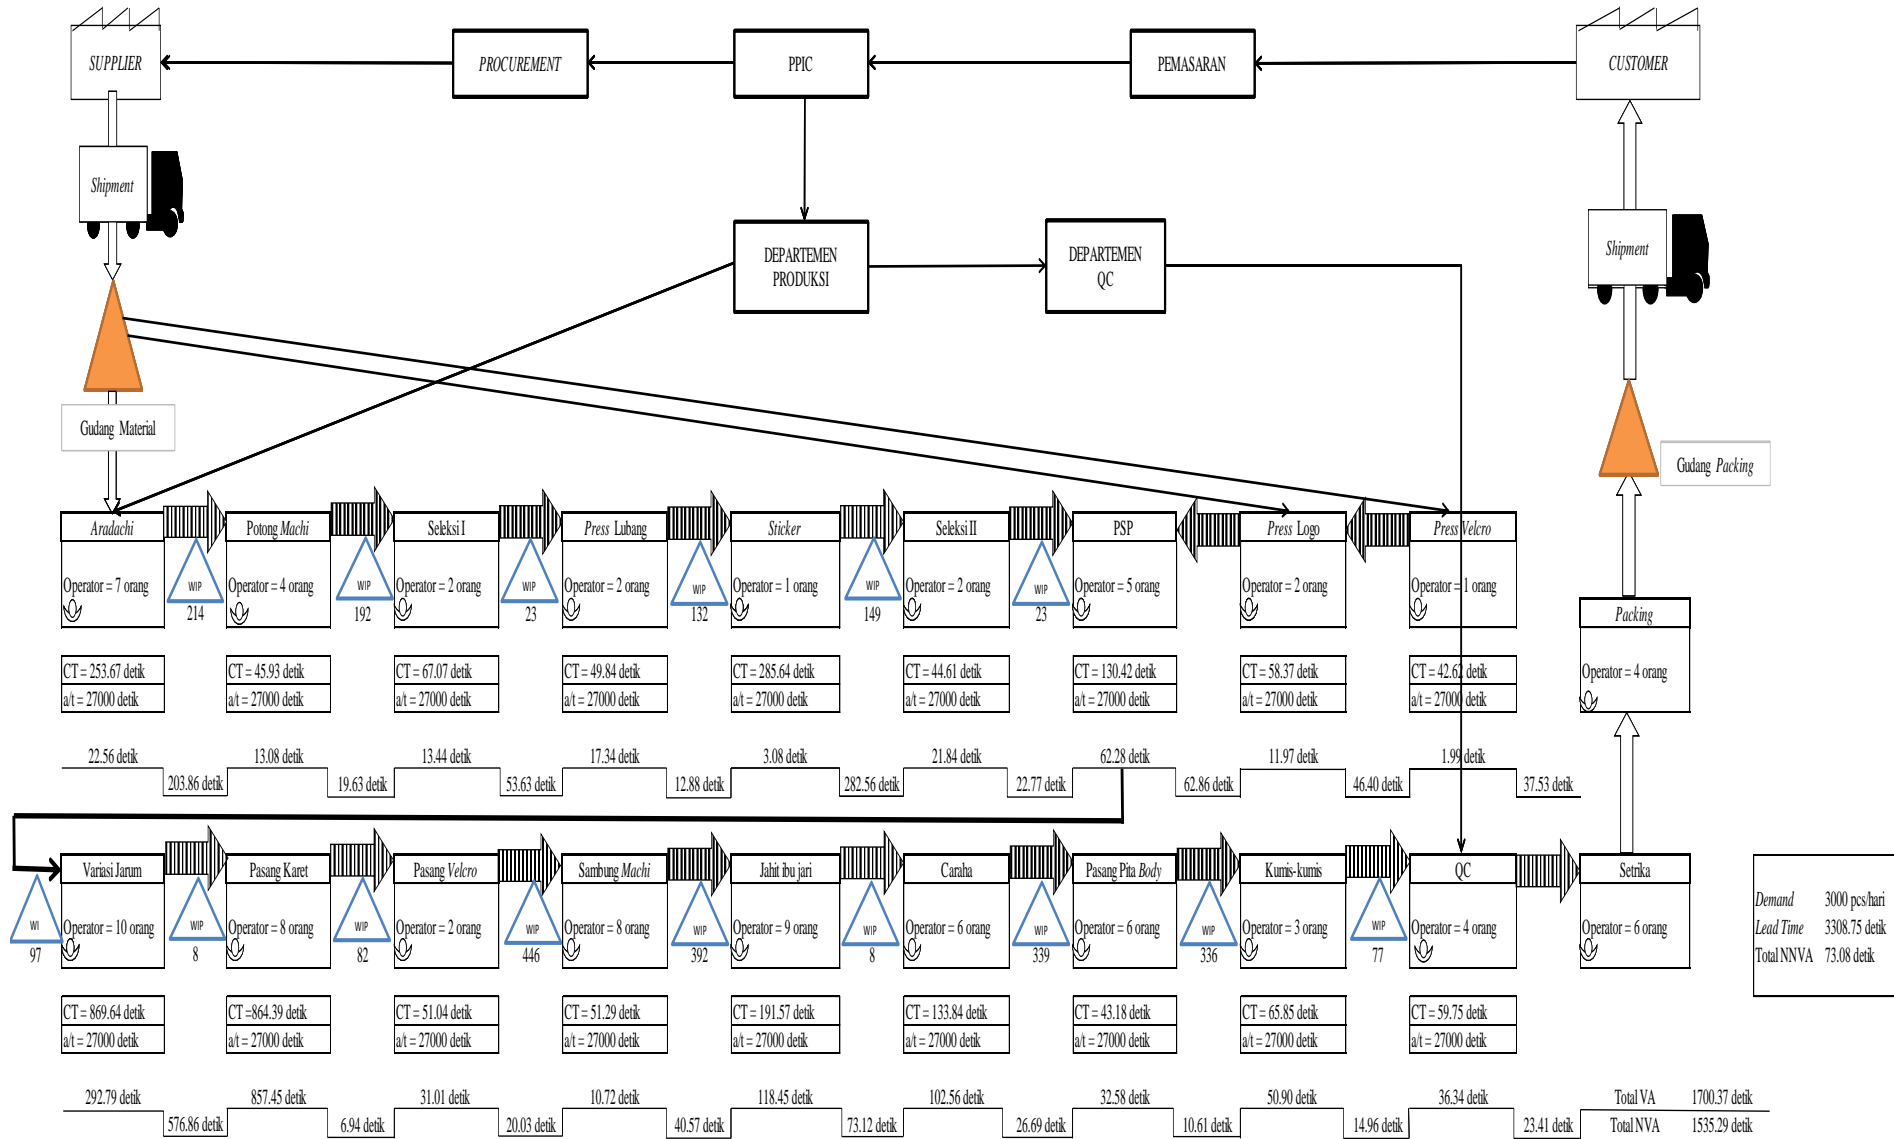 SUPPLIER
PROCUREMENT
PPIC
PEMASARAN
CUSTOMER
Shipment
DEPARTEMEN
PRODUKSI
DEPARTEMEN
QC
Shipment
Gudang Material
Gudang Packing
Aradachi
Potong Machi
Seleksi I
Press Lubang
Sticker
Seleksi II
PSP
Press Logo
Press Velcro
Operator = 7 orang
WIP
214
Operator = 4 orang
WIP
192
Operator = 2 orang
WIP
23
Operator = 2 orang
WIP
132
Operator = 1 orang
WIP
149
Operator = 2 orang
WIP
23
Operator = 5 orang
Operator = 2 orang
Operator = 1 orang
Packing
Operator = 4 orang
CT = 253.67 detik
a/t = 27000 detik
CT = 45.93 detik
a/t = 27000 detik
CT = 67.07 detik
a/t = 27000 detik
CT = 49.84 detik
a/t = 27000 detik
CT = 285.64 detik
a/t = 27000 detik
CT = 44.61 detik
a/t = 27000 detik
CT = 130.42 detik
a/t = 27000 detik
CT = 58.37 detik
a/t = 27000 detik
CT = 42.62 detik
a/t = 27000 detik
22.56 detik
203.86 detik
13.08 detik
19.63 detik
13.44 detik
53.63 detik
17.34 detik
12.88 detik
3.08 detik
282.56 detik
21.84 detik
22.77 detik
62.28 detik
62.86 detik
11.97 detik
46.40 detik
1.99 detik
37.53 detik
Variasi Jarum
Pasang Karet
Pasang Velcro
Sambung Machi
Jahit ibu jari
Caraha
Pasang Pita Body
Kumis-kumis
QC
Setrika
WI
97
Operator = 10 orang
WIP
8
Operator = 8 orang
WIP
82
Operator = 2 orang
WIP
446
Operator = 8 orang
WIP
392
Operator = 9 orang
WIP
8
Operator = 6 orang
WIP
339
Operator = 6 orang
WIP
336
Operator = 3 orang
WIP
77
Operator = 4 orang
Operator = 6 orang
Demand 3000 pcs/hari
Lead Time 3308.75 detik
Total NNVA 73.08 detik
CT = 869.64 detik
a/t = 27000 detik
CT =864.39 detik
a/t = 27000 detik
CT = 51.04 detik
a/t = 27000 detik
CT = 51.29 detik
a/t = 27000 detik
CT = 191.57 detik
a/t = 27000 detik
CT = 133.84 detik
a/t = 27000 detik
CT = 43.18 detik
a/t = 27000 detik
CT = 65.85 detik
a/t = 27000 detik
CT = 59.75 detik
a/t = 27000 detik
292.79 detik
576.86 detik
857.45 detik
6.94 detik
31.01 detik
20.03 detik
10.72 detik
40.57 detik
118.45 detik
73.12 detik
102.56 detik
26.69 detik
32.58 detik
10.61 detik
50.90 detik
14.96 detik
36.34 detik
23.41 detik
Total VA 1700.37 detik
Total NVA 1535.29 detik